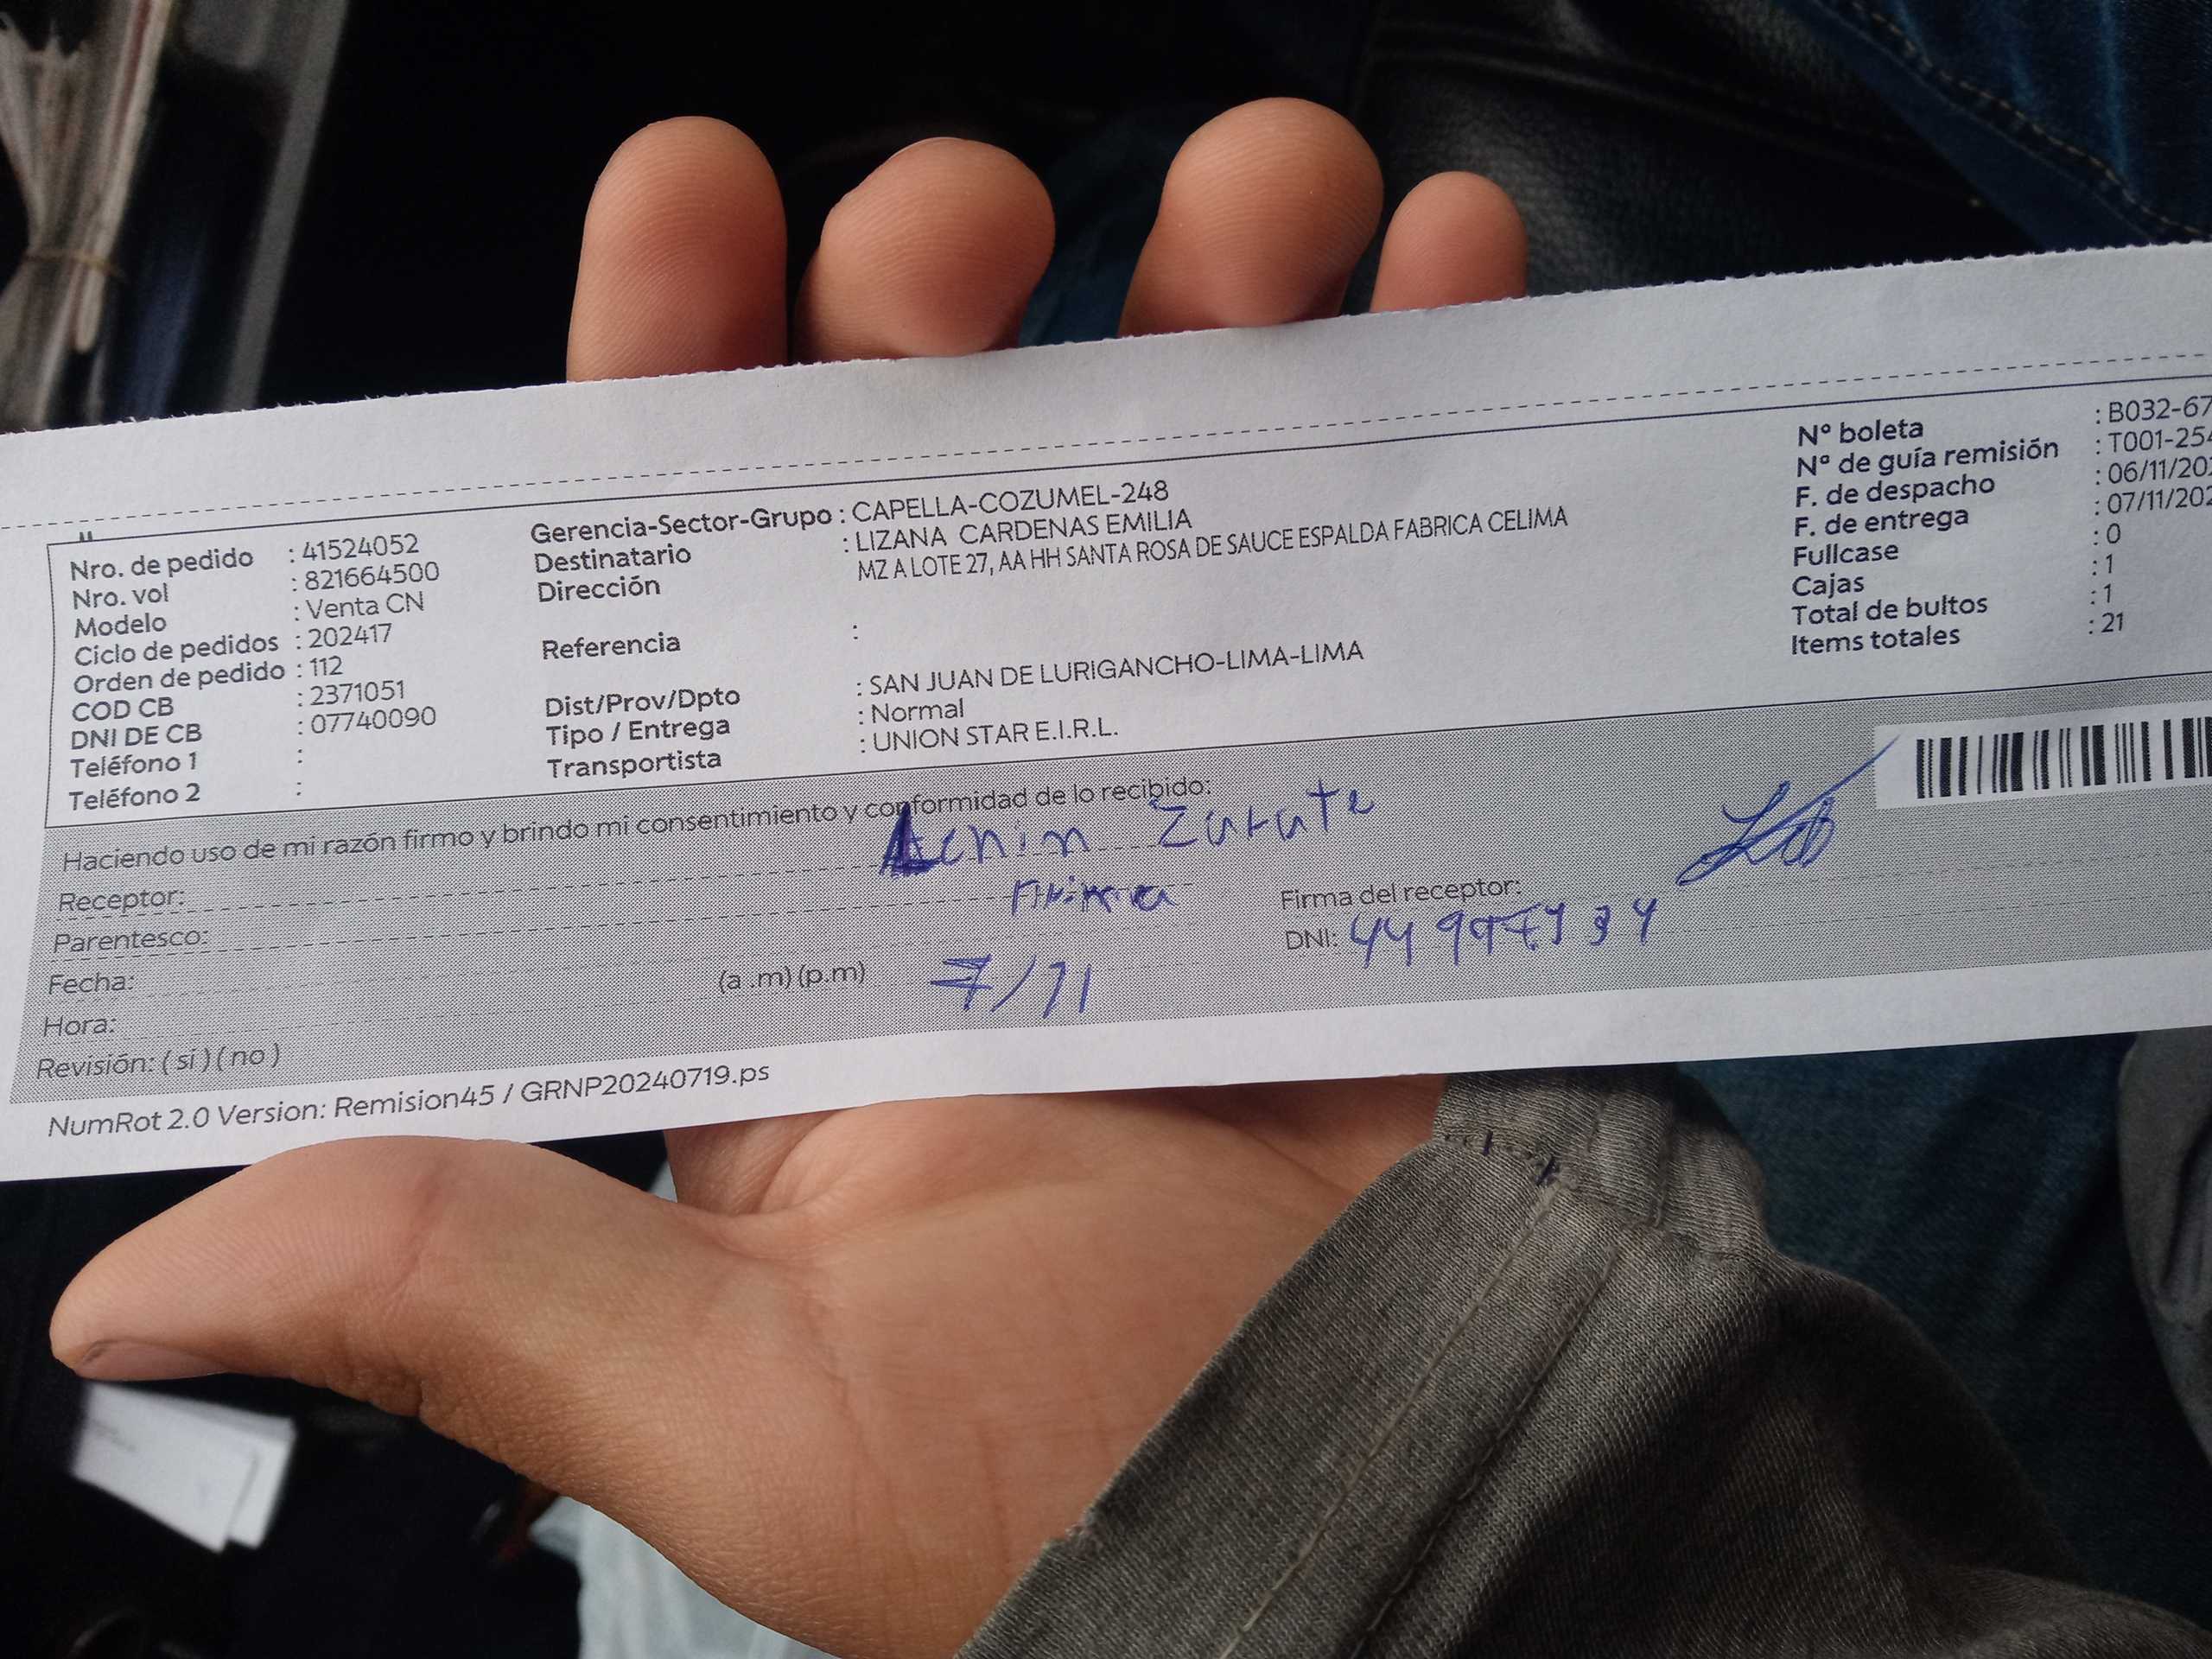 Nro. de pedido : 41524052
Nro. vol : 821664500
Modelo : Venta CN
Ciclo de pedidos : 202417
Orden de pedido : 112
COD CB : 2371051
DNI DE CB : 07740090
Teléfono 1 :
Teléfono 2 :
Gerencia-Sector-Grupo : CAPELLA-COZUMEL-248
Destinatario : LIZANA CARDENAS EMILIA
Dirección MZ A LOTE 27, AA HH SANTA ROSA DE SAUCE ESPALDA FABRICA CELIMA
Referencia :
Dist/Prov/Dpto : SAN JUAN DE LURIGANCHO-LIMA-LIMA
Tipo / Entrega : Normal
Transportista : UNION STAR E.I.R.L.
Nº boleta : B032-67
Nº de guía remisión : T001-254
F. de despacho : 06/11/202
F. de entrega : 07/11/202
Fullcase : 0
Cajas : 1
Total de bultos : 1
Items totales : 21
Haciendo uso de mi razón firmo y brindo mi consentimiento y conformidad de lo recibido:
Receptor: Lenin Zarate
Parentesco:
Firma del receptor:
Fecha: 7/11
DNI:
Hora: (a .m) (p.m)
Revisión: ( si ) ( no )
NumRot 2.0 Version: Remision45 / GRNP20240719.ps